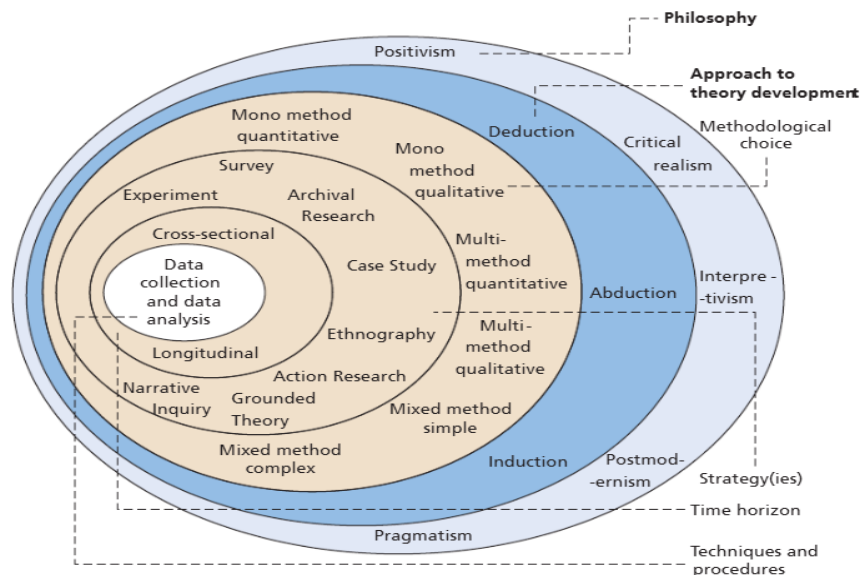 Philosophy
Positivism
Approach to
theory development
Mono method
quantitative
Deduction
Methodological
choice
Critical
realism
Mono
method
qualitative
Survey
Experiment
Archival
Research
Cross-sectional
Multi-
method
quantitative
Data
collection
and data
analysis
Case Study
Abduction
Interpre -
-tivism
Ethnography
Multi-
method
qualitative
Longitudinal
Action Research
Narrative
Inquiry
Grounded
Theory
Mixed method
simple
Mixed method
complex
Induction
Postmod-
-ernism
Strategy(ies)
Time horizon
Pragmatism
Techniques and
procedures